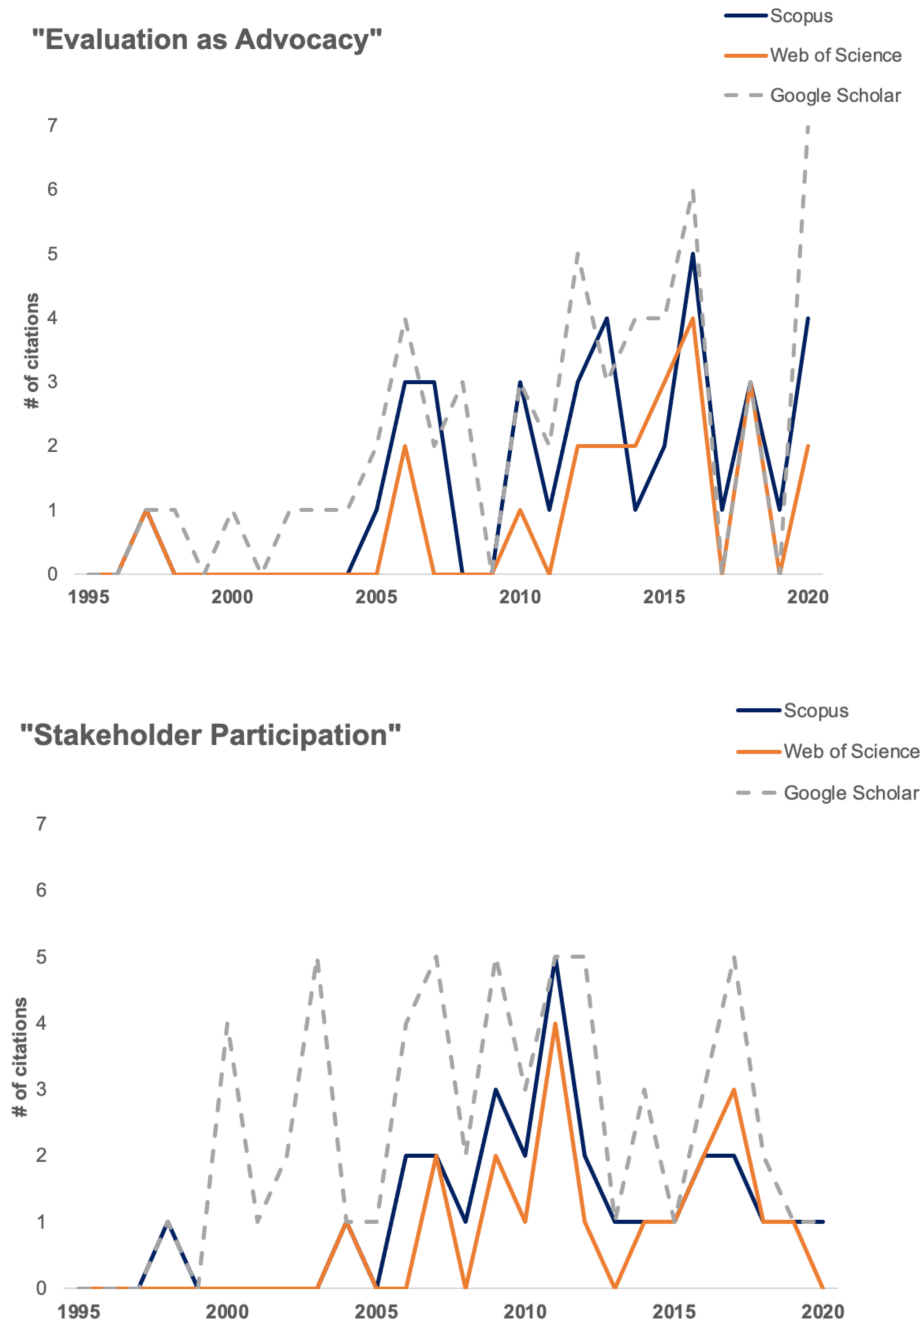 "Evaluation as Advocacy"
Scopus
Web of Science
Google Scholar
# of citations
7
6
5
4
3
2
1
0
1995 2000 2005 2010 2015 2020
"Stakeholder Participation"
Scopus
Web of Science
Google Scholar
# of citations
7
6
5
4
3
2
1
0
1995 2000 2005 2010 2015 2020